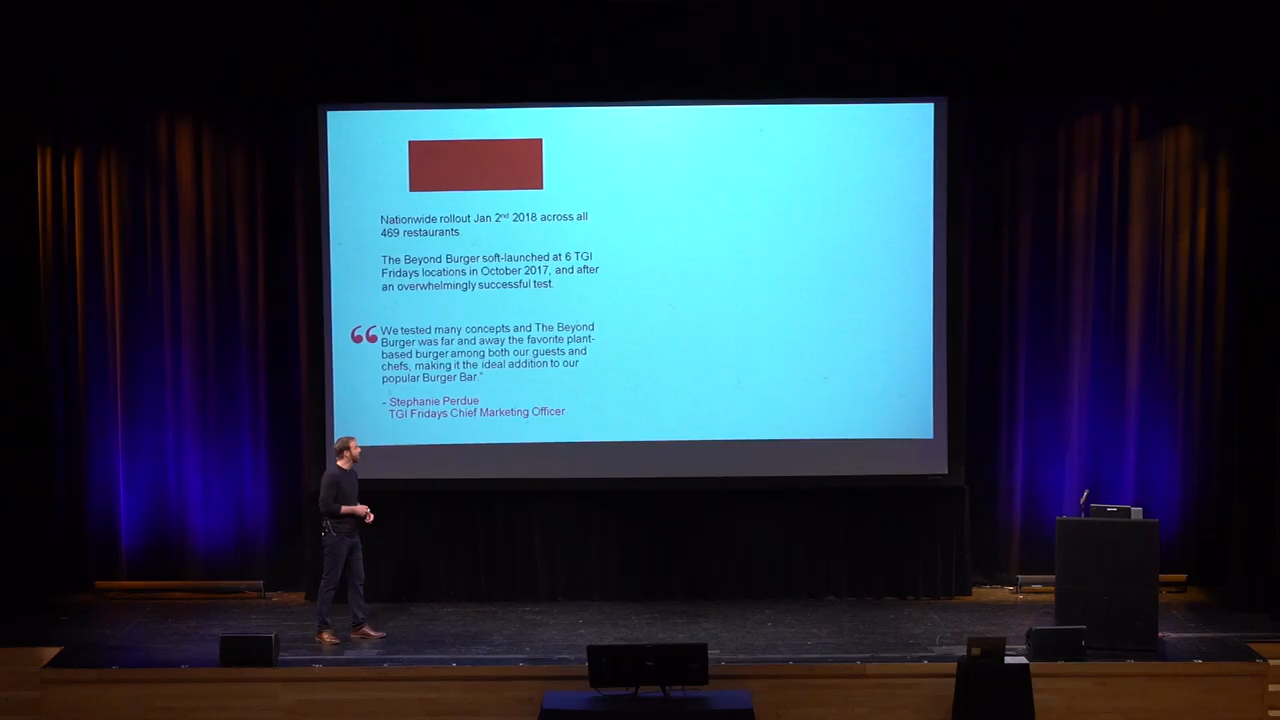 Nationwide rollout Jan 2nd 2018 across all
469 restaurants.
The Beyond Burger soft-launched at 6 TGI
Fridays locations in October 2017, and after
an overwhelmingly successful test.
“We tested many concepts and The Beyond
Burger was far and away the favorite plant-
based burger among both our guests and
chefs, making it the ideal addition to our
popular Burger Bar.”
- Stephanie Perdue
TGI Fridays Chief Marketing Officer